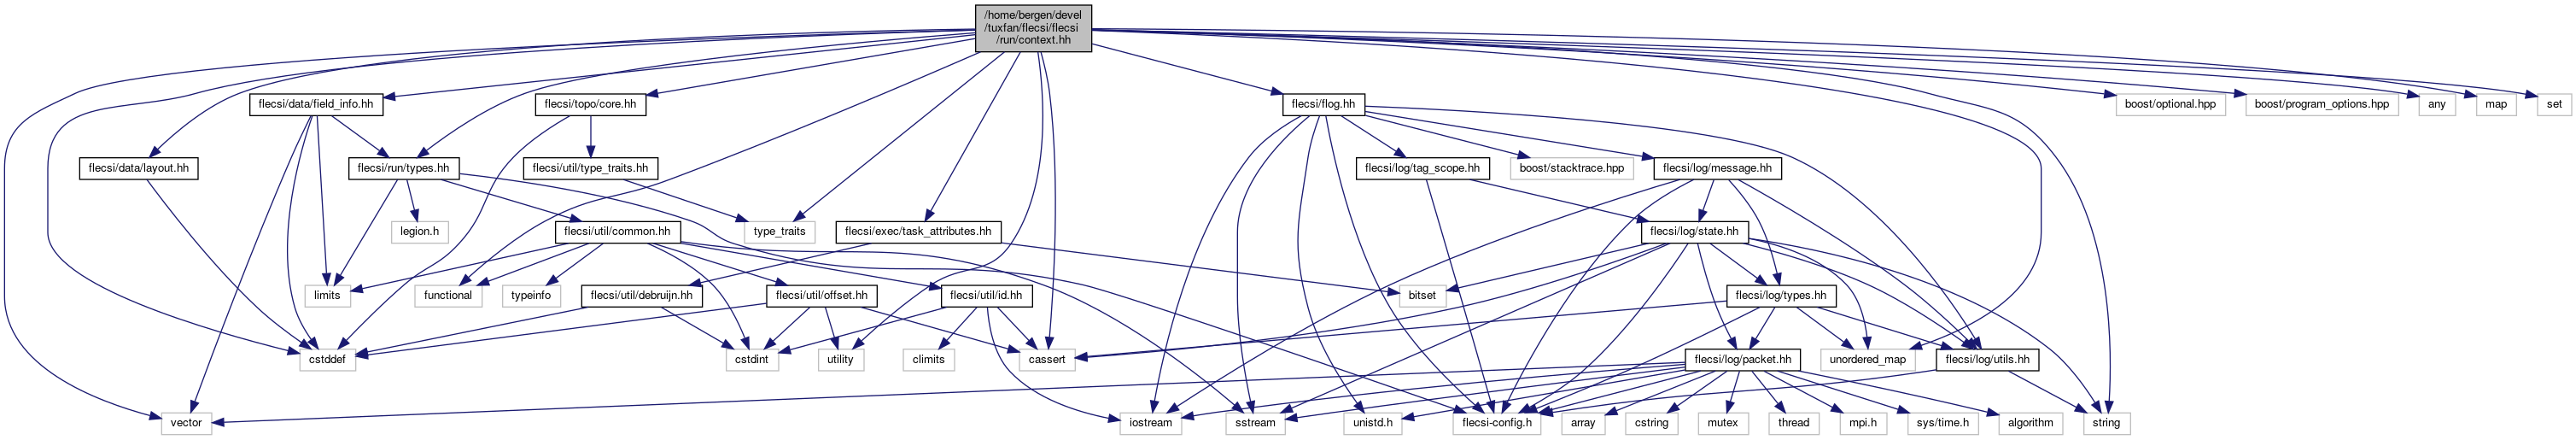 /home/bergen/devel
/tuxfan/flecsi/flecsi
/run/context.hh
flecsi/data/field_info.hh
flecsi/topo/core.hh
flecsi/flog.hh
boost/optional.hpp
boost/program_options.hpp
any
map
set
flecsi/data/layout.hh
flecsi/run/types.hh
flecsi/util/type_traits.hh
flecsi/log/tag_scope.hh
boost/stacktrace.hpp
flecsi/log/message.hh
legion.h
flecsi/util/common.hh
type_traits
flecsi/exec/task_attributes.hh
flecsi/log/state.hh
limits
functional
typeinfo
flecsi/util/debruijn.hh
flecsi/util/offset.hh
flecsi/util/id.hh
bitset
flecsi/log/types.hh
cstddef
cstdint
utility
climits
cassert
flecsi/log/packet.hh
unordered_map
flecsi/log/utils.hh
vector
iostream
sstream
unistd.h
flecsi-config.h
array
cstring
mutex
thread
mpi.h
sys/time.h
algorithm
string